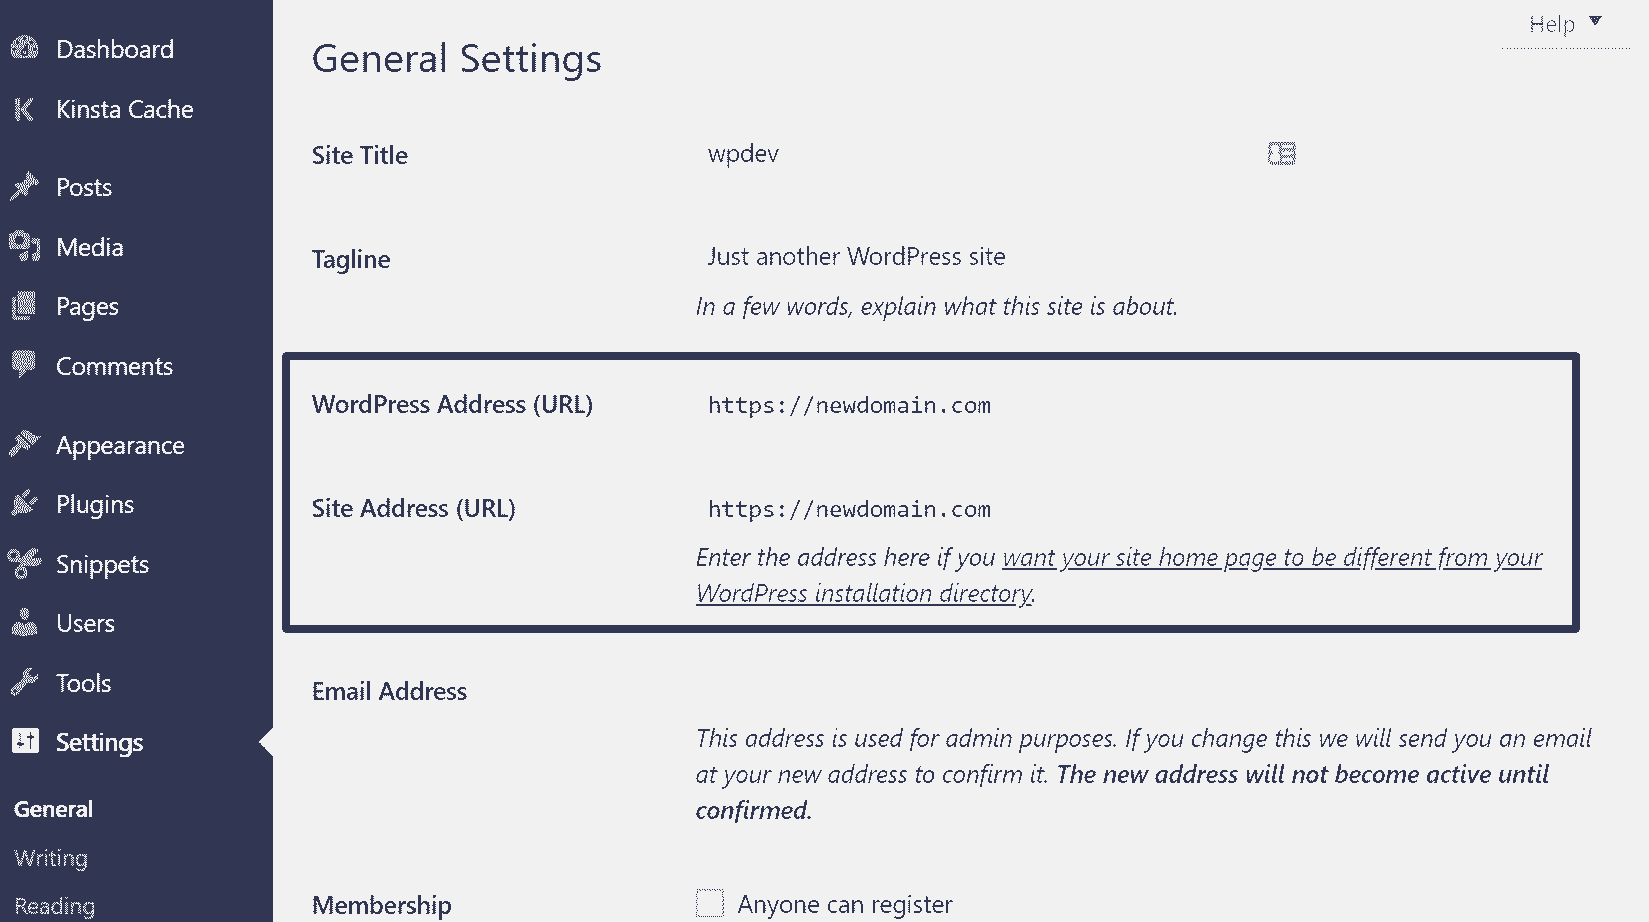 Help
Dashboard
Kinsta Cache
Posts
Media
Pages
Comments
Appearance
Plugins
Snippets
Users
Tools
Settings
General
Writing
Reading
General Settings
Site Title wpdev
Tagline Just another WordPress site
In a few words, explain what this site is about.
WordPress Address (URL) https://newdomain.com
Site Address (URL) https://newdomain.com
Enter the address here if you want your site home page to be different from your
WordPress installation directory.
Email Address
This address is used for admin purposes. If you change this we will send you an email
at your new address to confirm it. The new address will not become active until
confirmed.
Membership Anyone can register